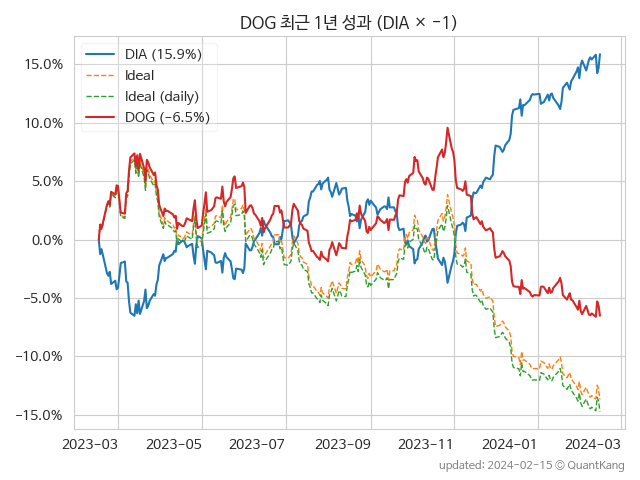 DOG 최근 1년 성과 (DIA × −1)
DIA (15.9%)
Ideal
Ideal (daily)
DOG (−6.5%)
15.0%
10.0%
5.0%
0.0%
−5.0%
−10.0%
−15.0%
2023−03 2023−05 2023−07 2023−09 2023−11 2024−01 2024−03
updated: 2024−02−15 © QuantKang